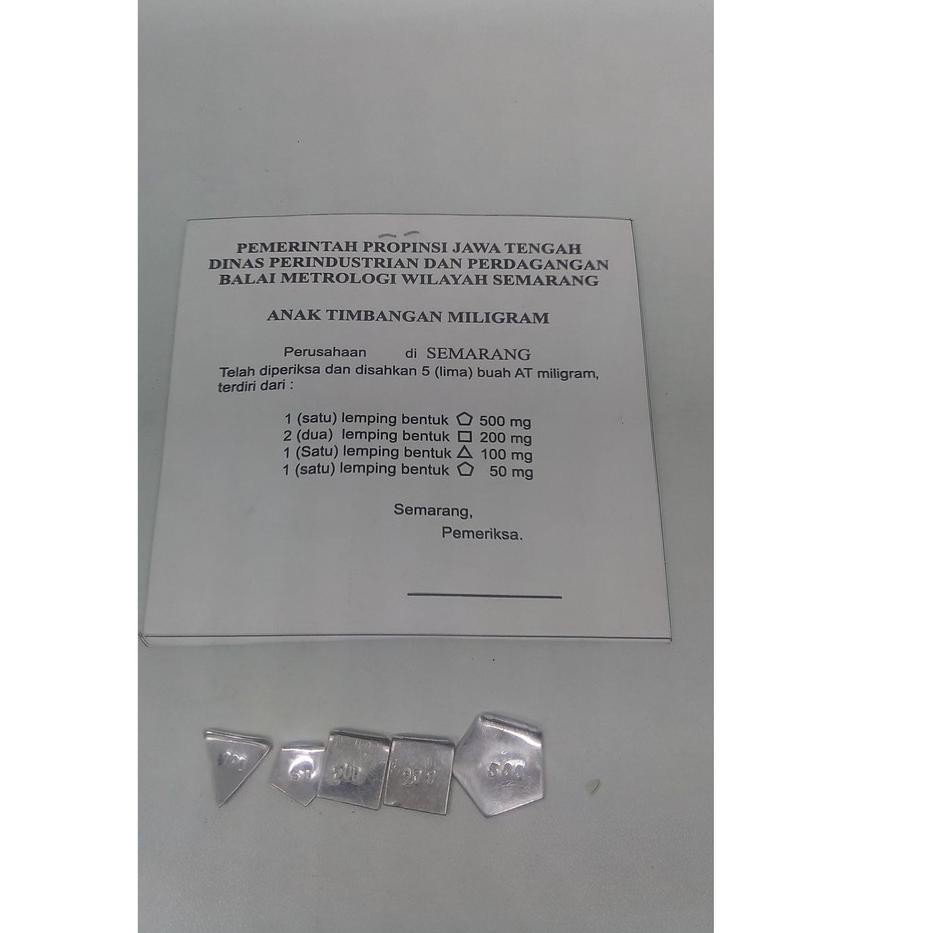 PEMERINTAH PROPINSI JAWA TENGAH
DINAS PERINDUSTRIAN DAN PERDAGANGAN
BALAI METROLOGI WILAYAH SEMARANG
ANAK TIMBANGAN MILIGRAM
Perusahaan di SEMARANG
Telah diperiksa dan disahkan 5 (lima) buah AT miligram,
terdiri dari :
1 (satu) lemping bentuk 500 mg
2 (dua) lemping bentuk 200 mg
1 (Satu) lemping bentuk 100 mg
1 (satu) lemping bentuk 50 mg
Semarang,
Pemeriksa.
500